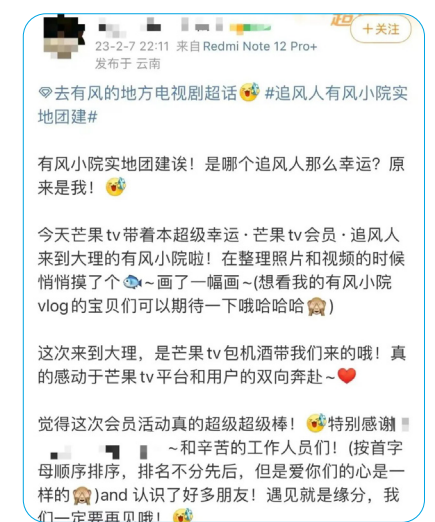 ＋关注
23-2-7 22:11 来自Redmi Note 12 Pro+
发布于 云南
去有风的地方电视剧超话 #追风人有风小院实
地团建#
有风小院实地团建诶！是哪个追风人那么幸运？原
来是我！
今天芒果tv带着本超级幸运·芒果tv会员·追风人
来到大理的有风小院啦！在整理照片和视频的时候
悄悄摸了个🐟~画了一幅画~(想看我的有风小院
vlog的宝贝们可以期待一下哦哈哈哈🙈)
这次来到大理，是芒果tv包机酒带我们来的哦！真
的感动于芒果tv平台和用户的双向奔赴~❤️
觉得这次会员活动真的超级超级棒！特别感谢
~和辛苦的工作人员们！(按首字
母顺序排序，排名不分先后，但是爱你们的心是一
样的🙈)and 认识了好多朋友！遇见就是缘分，我
们一定要再见哦！